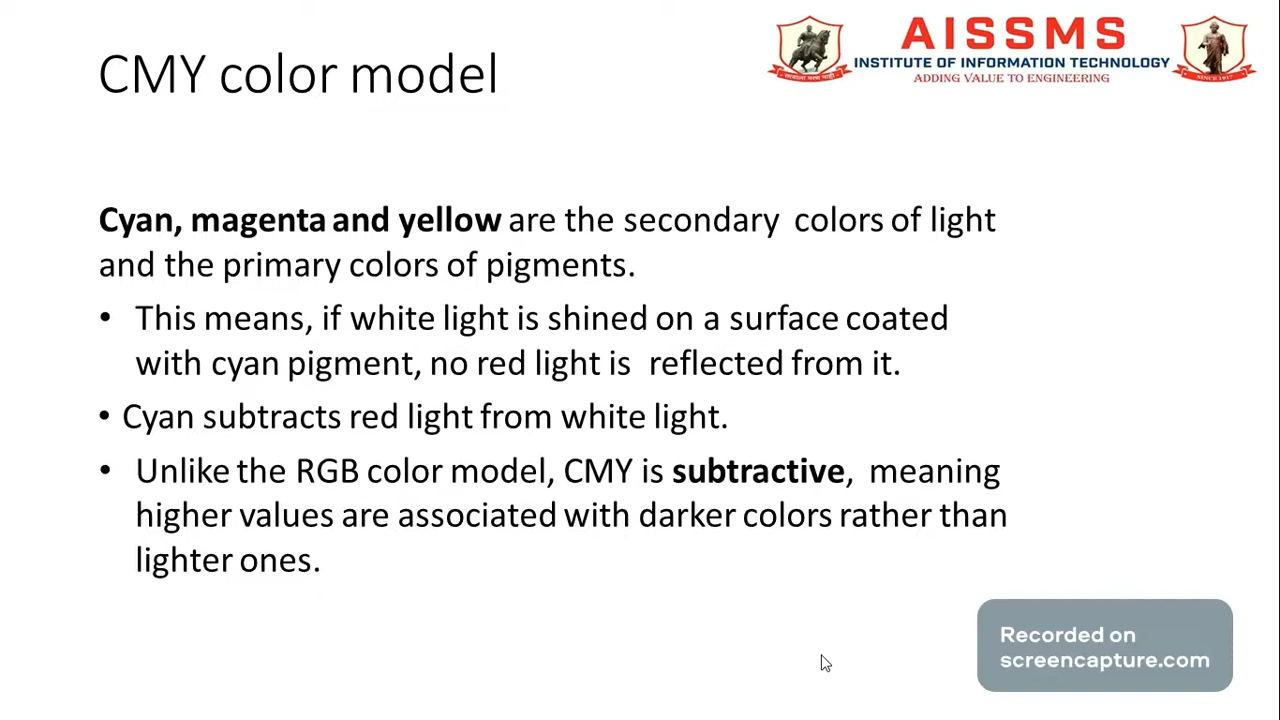 CMY color model
AISSMS
INSTITUTE OF INFORMATION TECHNOLOGY
ADDING VALUE TO ENGINEERING
SINCE 1917
Cyan, magenta and yellow are the secondary colors of light
and the primary colors of pigments.
• This means, if white light is shined on a surface coated
with cyan pigment, no red light is reflected from it.
• Cyan subtracts red light from white light.
• Unlike the RGB color model, CMY is subtractive, meaning
higher values are associated with darker colors rather than
lighter ones.
Recorded on
screencapture.com